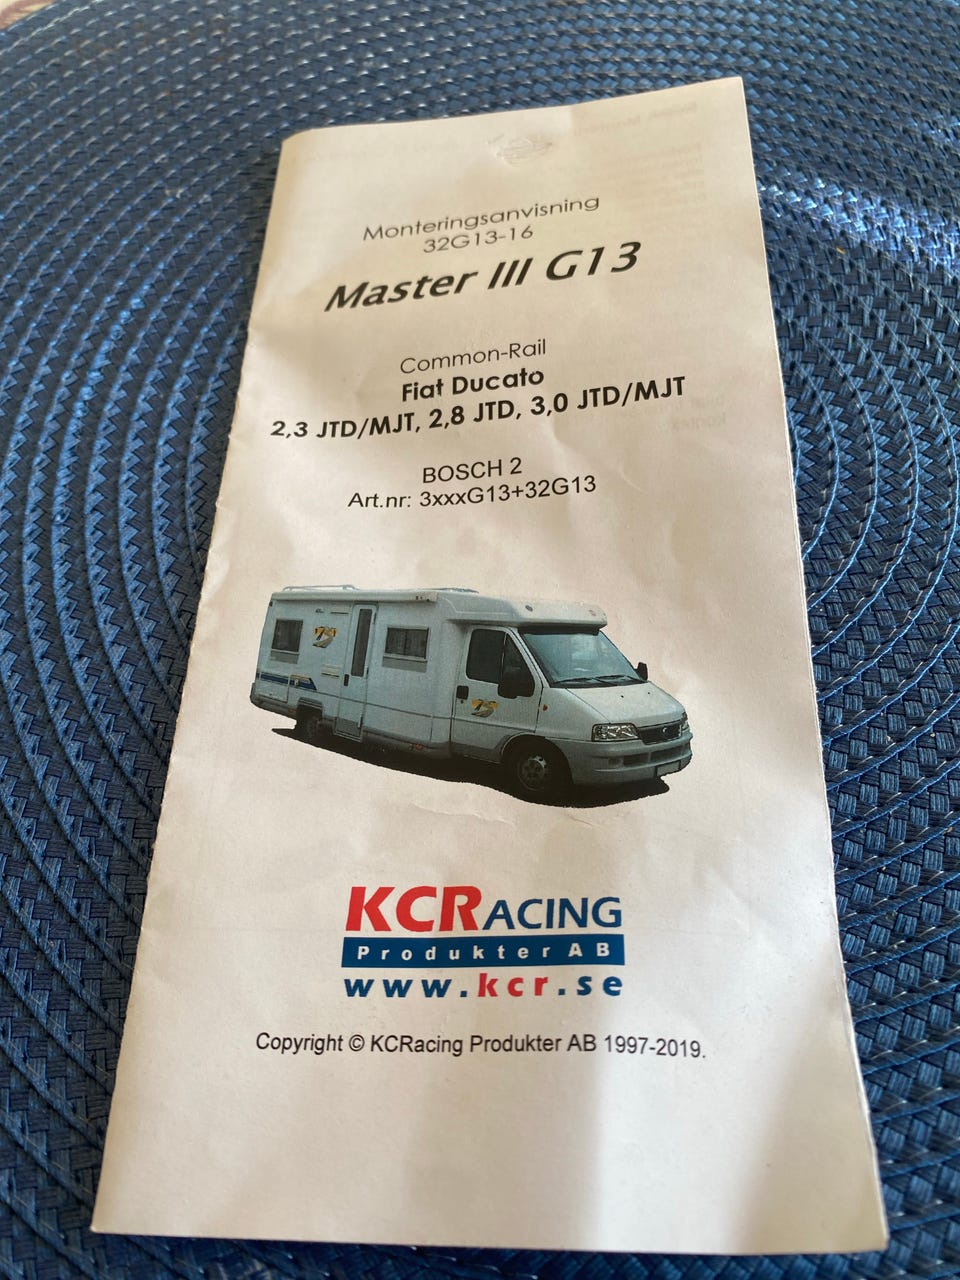 Monteringsanvisning
32G13-16
Master III G13
Common-Rail
Fiat Ducato
2,3 JTD/MJT, 2,8 JTD, 3,0 JTD/MJT
BOSCH 2
Art.nr: 3xxxG13+32G13
KCRACING
Produkter AB
www.kcr.se
Copyright © KCRacing Produkter AB 1997-2019.